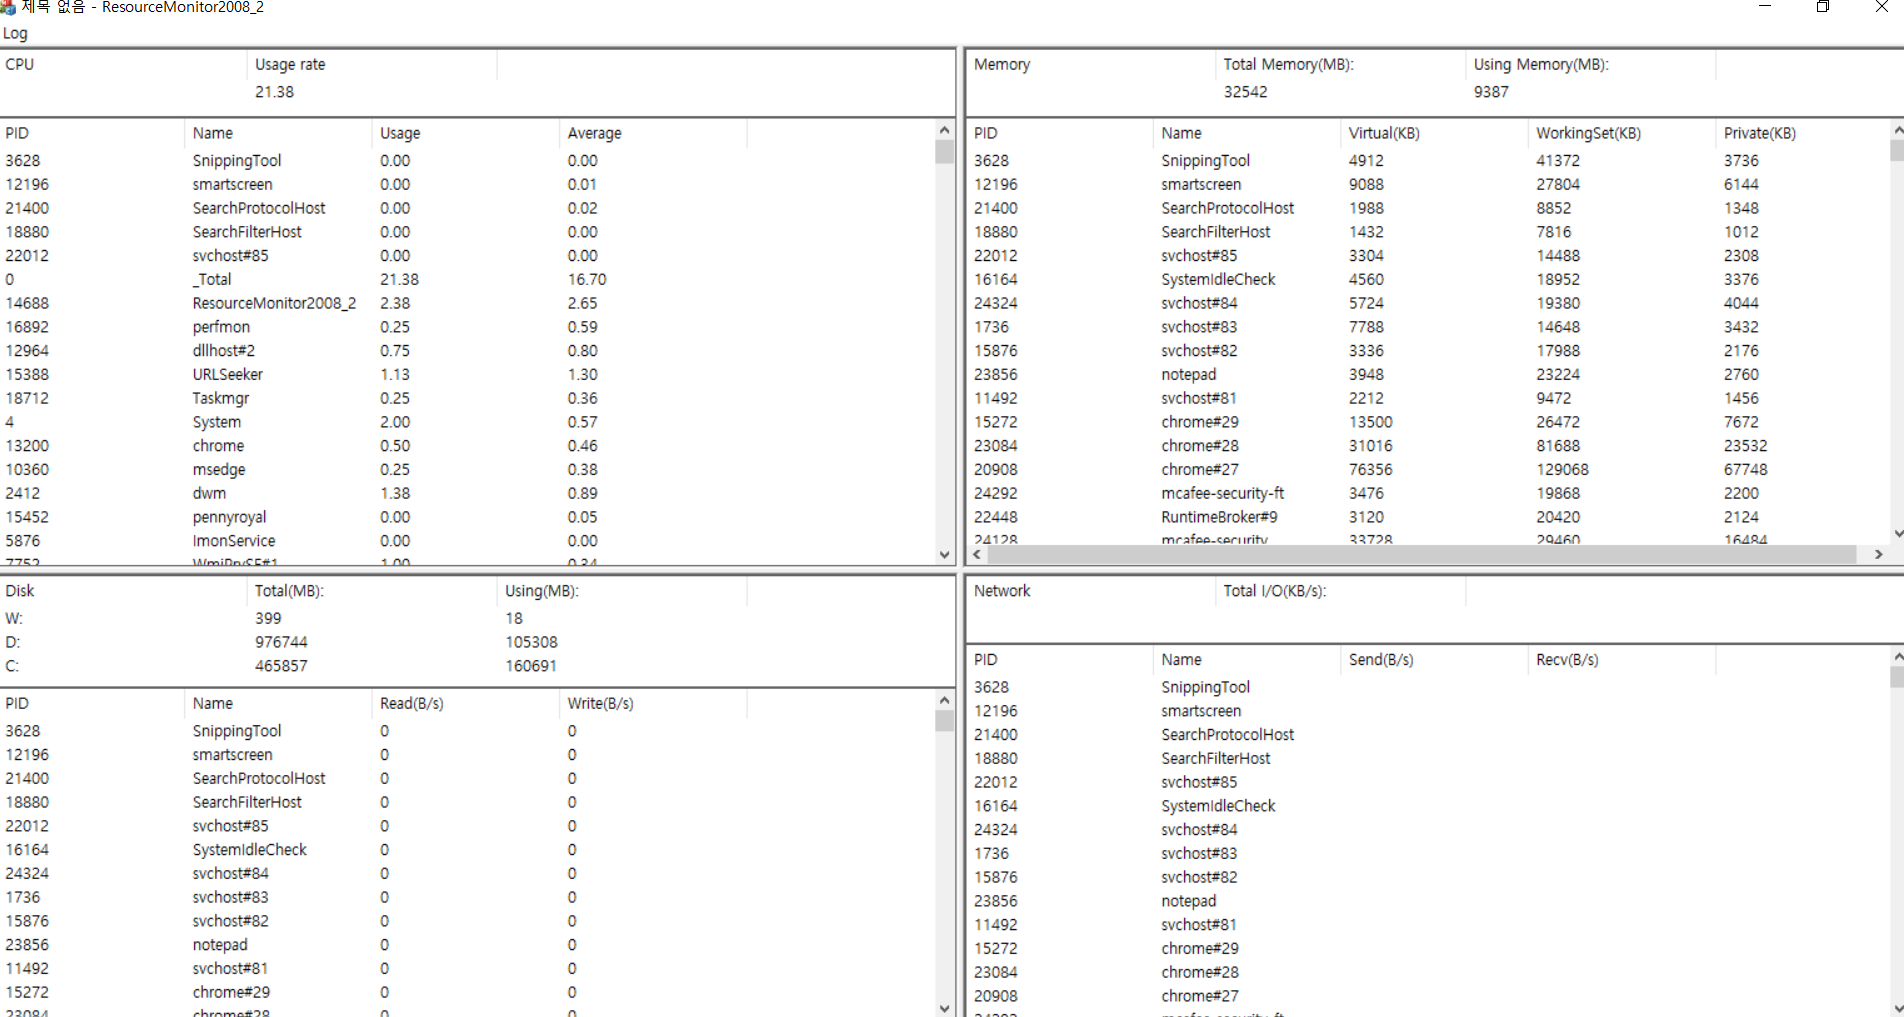 제목 없음 - ResourceMonitor2008_2
Log
CPU Usage rate
21.38
PID Name Usage Average
3628 SnippingTool 0.00 0.00
12196 smartscreen 0.00 0.01
21400 SearchProtocolHost 0.00 0.02
18880 SearchFilterHost 0.00 0.00
22012 svchost#85 0.00 0.00
0 _Total 21.38 16.70
14688 ResourceMonitor2008_2 2.38 2.65
16892 perfmon 0.25 0.59
12964 dllhost#2 0.75 0.80
15388 URLSeeker 1.13 1.30
18712 Taskmgr 0.25 0.36
4 System 2.00 0.57
13200 chrome 0.50 0.46
10360 msedge 0.25 0.38
2412 dwm 1.38 0.89
15452 pennyroyal 0.00 0.05
5876 ImonService 0.00 0.00
7752 WmiPrvSE#1 1.00 0.34
Memory Total Memory(MB): Using Memory(MB):
32542 9387
PID Name Virtual(KB) WorkingSet(KB) Private(KB)
3628 SnippingTool 4912 41372 3736
12196 smartscreen 9088 27804 6144
21400 SearchProtocolHost 1988 8852 1348
18880 SearchFilterHost 1432 7816 1012
22012 svchost#85 3304 14488 2308
16164 SystemIdleCheck 4560 18952 3376
24324 svchost#84 5724 19380 4044
1736 svchost#83 7788 14648 3432
15876 svchost#82 3336 17988 2176
23856 notepad 3948 23224 2760
11492 svchost#81 2212 9472 1456
15272 chrome#29 13500 26472 7672
23084 chrome#28 31016 81688 23532
20908 chrome#27 76356 129068 67748
24292 mcafee-security-ft 3476 19868 2200
22448 RuntimeBroker#9 3120 20420 2124
24128 mcafee-security 33728 29460 16484
Disk Total(MB): Using(MB):
W: 399 18
D: 976744 105308
C: 465857 160691
PID Name Read(B/s) Write(B/s)
3628 SnippingTool 0 0
12196 smartscreen 0 0
21400 SearchProtocolHost 0 0
18880 SearchFilterHost 0 0
22012 svchost#85 0 0
16164 SystemIdleCheck 0 0
24324 svchost#84 0 0
1736 svchost#83 0 0
15876 svchost#82 0 0
23856 notepad 0 0
11492 svchost#81 0 0
15272 chrome#29 0 0
23084 chrome#28 0 0
Network Total I/O(KB/s):
PID Name Send(B/s) Recv(B/s)
3628 SnippingTool
12196 smartscreen
21400 SearchProtocolHost
18880 SearchFilterHost
22012 svchost#85
16164 SystemIdleCheck
24324 svchost#84
1736 svchost#83
15876 svchost#82
23856 notepad
11492 svchost#81
15272 chrome#29
23084 chrome#28
20908 chrome#27
24292 mcafee-security-ft